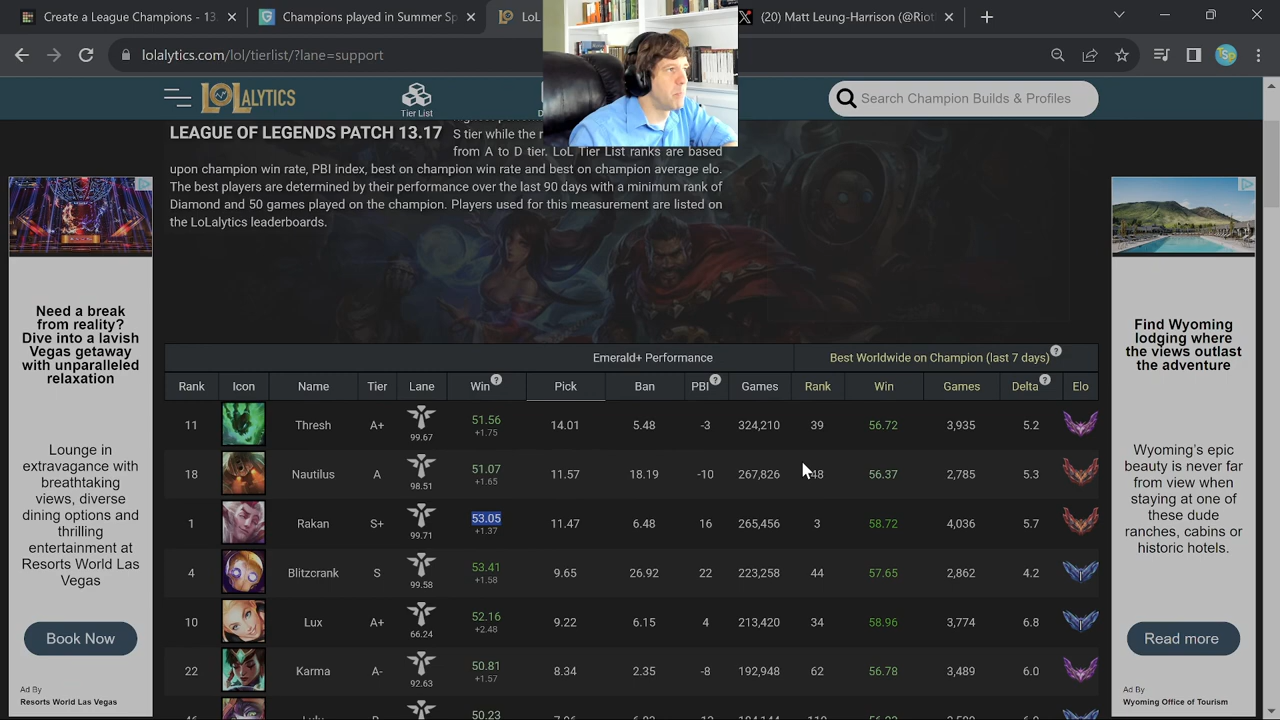 Create a League Champions - 13
Champions played in Summer S
LoL
(20) Matt Leung-Harrison (@Riot
lolalytics.com/lol/tierlist/?lane=support
LOLALYTICS
Tier List
Search Champion Builds & Profiles
LEAGUE OF LEGENDS PATCH 13.17
S tier while the r
from A to D tier. LoL Tier List ranks are based
upon champion win rate, PBI index, best on champion win rate and best on champion average elo.
The best players are determined by their performance over the last 90 days with a minimum rank of
Diamond and 50 games played on the champion. Players used for this measurement are listed on
the LoLalytics leaderboards.
Emerald+ Performance
Best Worldwide on Champion (last 7 days)
Rank Icon Name Tier Lane Win Pick Ban PBI Games Rank Win Games Delta Elo
11 Thresh A+ 99.67 51.56 +1.75 14.01 5.48 -3 324,210 39 56.72 3,935 5.2
18 Nautilus A 98.51 51.07 +1.65 11.57 18.19 -10 267,826 48 56.37 2,785 5.3
1 Rakan S+ 99.71 53.05 +1.37 11.47 6.48 16 265,456 3 58.72 4,036 5.7
4 Blitzcrank S 99.58 53.41 +1.58 9.65 26.92 22 223,258 44 57.65 2,862 4.2
10 Lux A+ 66.24 52.16 +2.48 9.22 6.15 4 213,420 34 58.96 3,774 6.8
22 Karma A- 92.63 50.81 +1.57 8.34 2.35 -8 192,948 62 56.78 3,489 6.0
50.23
Need a break
from reality?
Dive into a lavish
Vegas getaway
with unparalleled
relaxation
Lounge in
extravagance with
breathtaking
views, diverse
dining options and
thrilling
entertainment at
Resorts World Las
Vegas
Book Now
Ad By
Resorts World Las Vegas
Find Wyoming
lodging where
the views outlast
the adventure
Wyoming's epic
beauty is never far
from view when
staying at one of
these dude
ranches, cabins or
historic hotels.
Read more
Ad By
Wyoming Office of Tourism